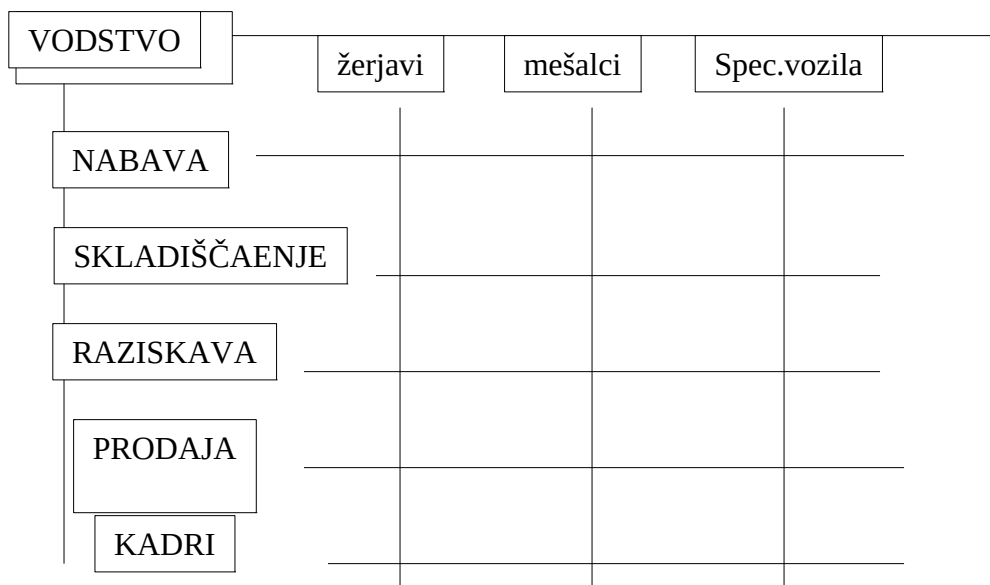 VODSTVO
žerjavi
mešalci
Spec.vozila
NABAVA
SKLADIŠČAENJE
RAZISKAVA
PRODAJA
KADRI